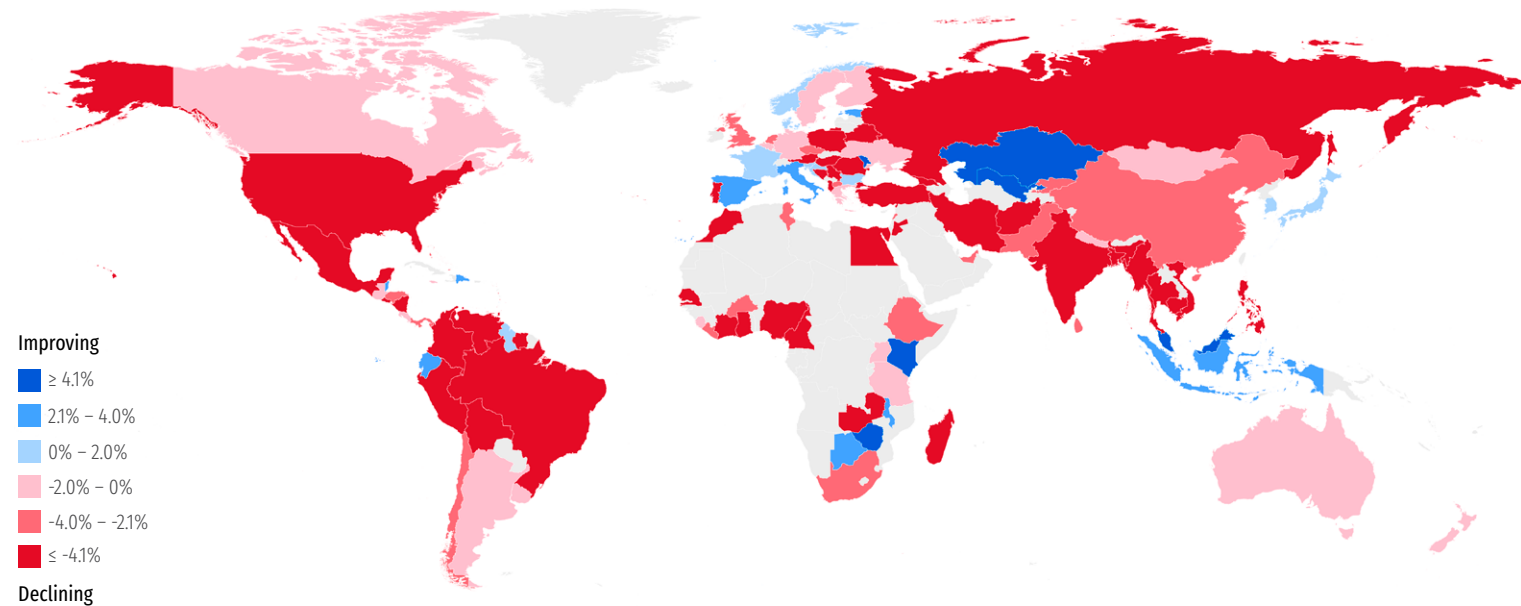 Improving
≥ 4.1%
2.1% – 4.0%
0% – 2.0%
-2.0% – 0%
-4.0% – -2.1%
≤ -4.1%
Declining